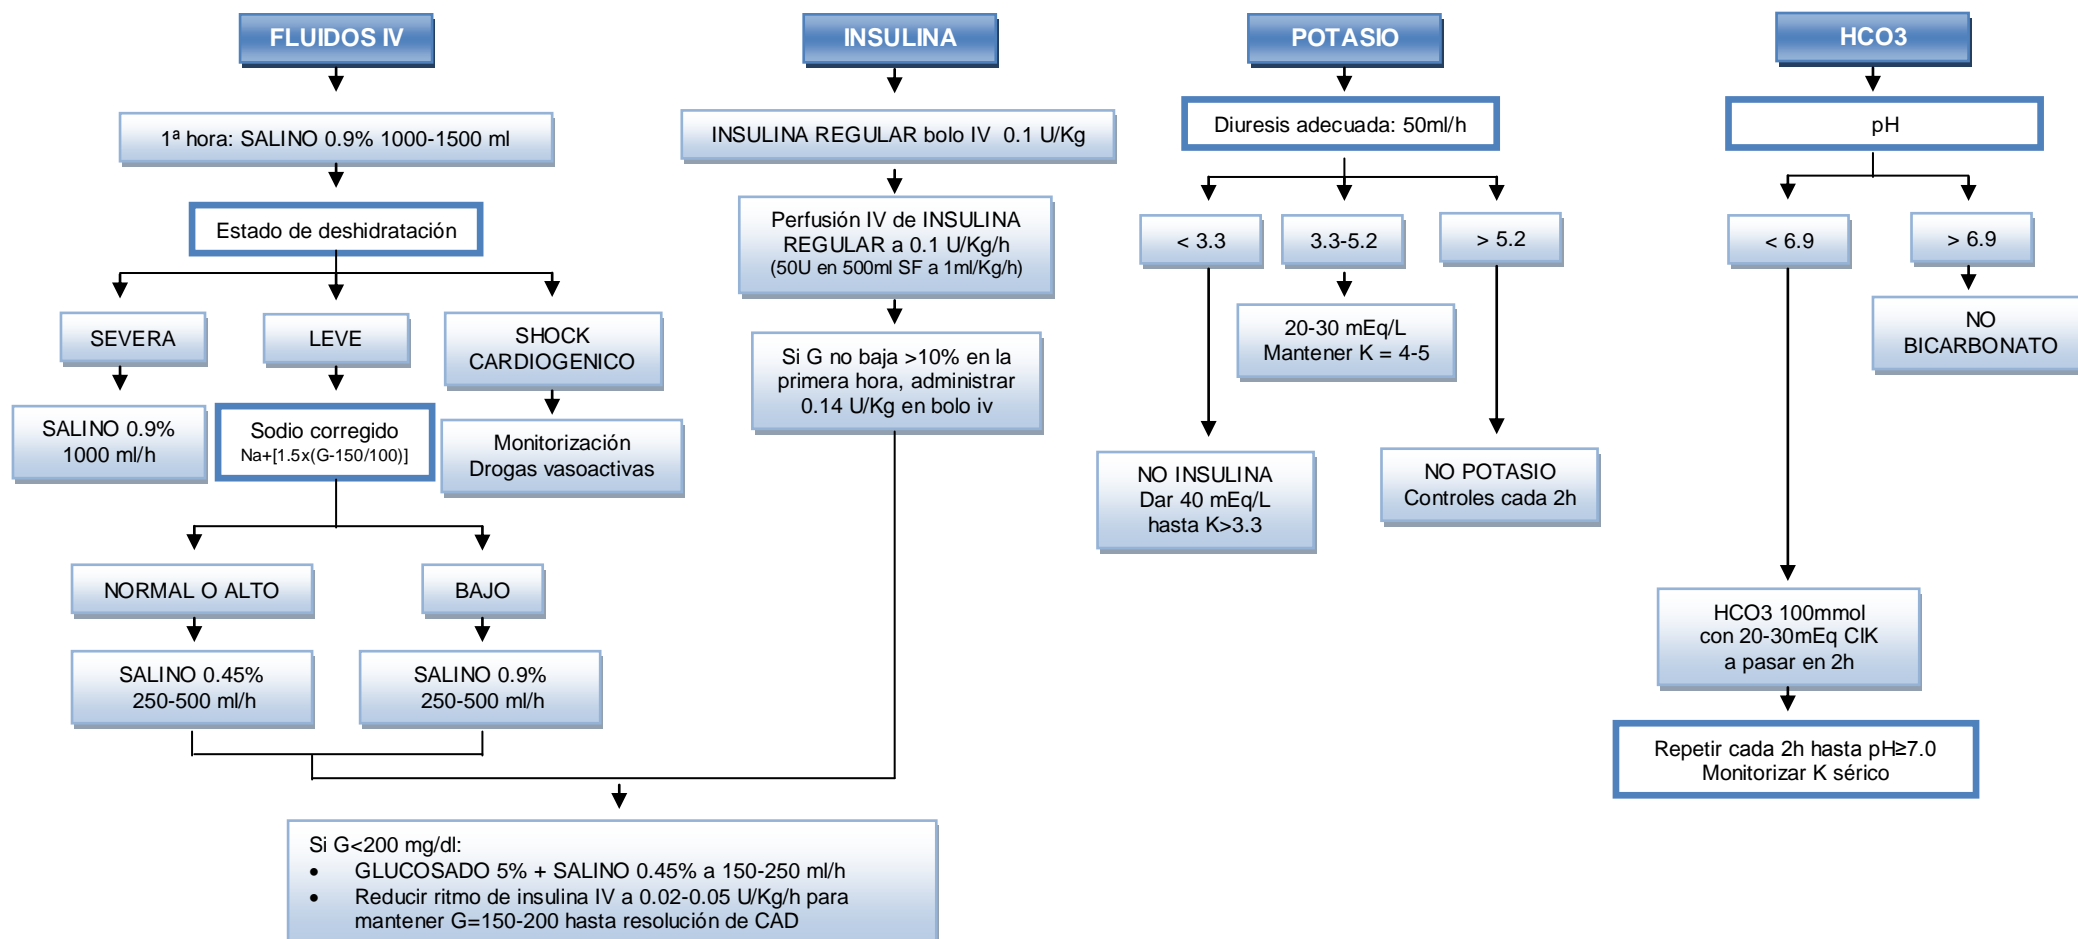 FLUIDOS IV
1ª hora: SALINO 0.9% 1000-1500 ml
Estado de deshidratación
SEVERA
LEVE
SHOCK
CARDIOGENICO
SALINO 0.9%
1000 ml/h
Sodio corregido
Na+[1.5x(G-150/100)]
Monitorización
Drogas vasoactivas
NORMAL O ALTO
BAJO
SALINO 0.45%
250-500 ml/h
SALINO 0.9%
250-500 ml/h
INSULINA
INSULINA REGULAR bolo IV 0.1 U/Kg
Perfusión IV de INSULINA
REGULAR a 0.1 U/Kg/h
(50U en 500ml SF a 1ml/Kg/h)
Si G no baja >10% en la
primera hora, administrar
0.14 U/Kg en bolo iv
Si G<200 mg/dl:
• GLUCOSADO 5% + SALINO 0.45% a 150-250 ml/h
• Reducir ritmo de insulina IV a 0.02-0.05 U/Kg/h para
mantener G=150-200 hasta resolución de CAD
POTASIO
Diuresis adecuada: 50ml/h
< 3.3
3.3-5.2
> 5.2
20-30 mEq/L
Mantener K = 4-5
NO INSULINA
Dar 40 mEq/L
hasta K>3.3
NO POTASIO
Controles cada 2h
HCO3
pH
< 6.9
> 6.9
NO
BICARBONATO
HCO3 100mmol
con 20-30mEq ClK
a pasar en 2h
Repetir cada 2h hasta pH≥7.0
Monitorizar K sérico